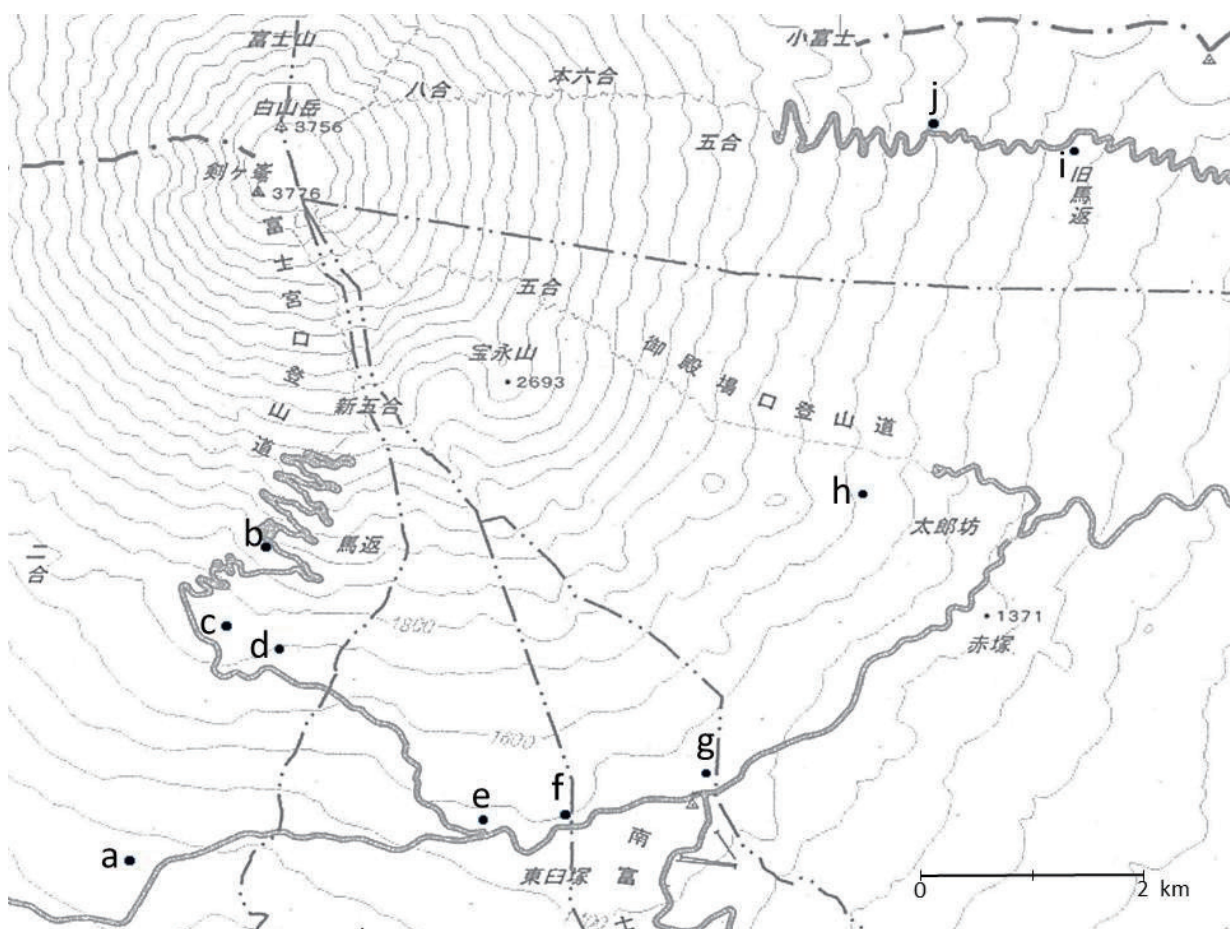 富士山
小富士
八合
本六合
j
白山岳
3756
五合
i
旧馬返
剣ヶ峯
3776
富士宮口登山道
五合
宝永山
2693
御殿場口登山道
新五合
h
太郎坊
b
馬返
二合
c
1800
d
1371
赤塚
1600
g
e
f
a
南富士
東臼塚
0
2 km